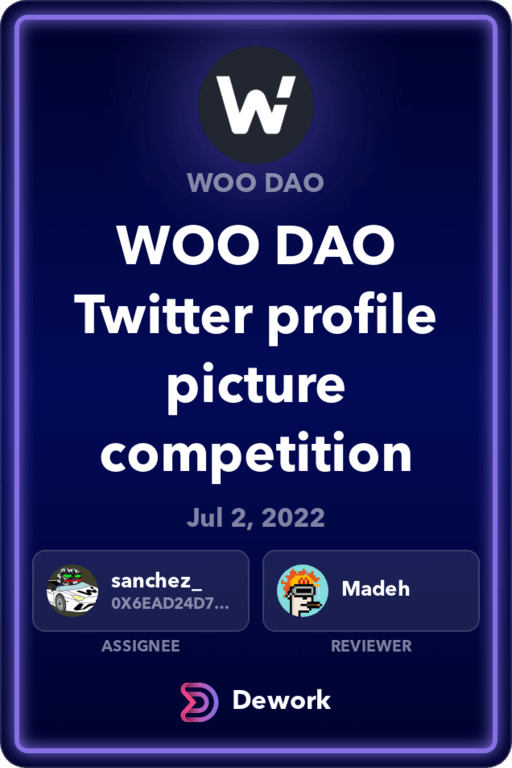 WOO DAO
WOO DAO
Twitter profile
picture
competition
Jul 2, 2022
sanchez_
0X6EAD24D7...
Madeh
ASSIGNEE
REVIEWER
Dework